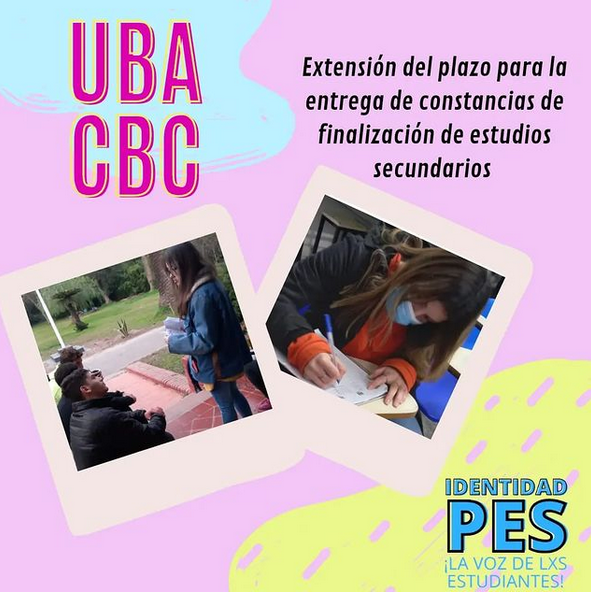 UBA
CBC
Extensión del plazo para la
entrega de constancias de
finalización de estudios
secundarios
IDENTIDAD
PES
¡LA VOZ DE LXS
ESTUDIANTES!